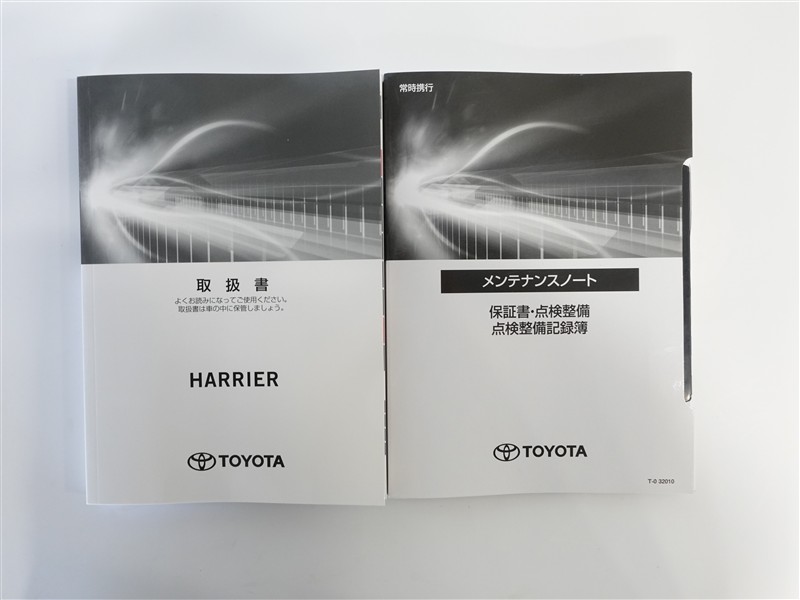 取扱書
よくお読みになってご使用ください。
取扱書は車の中に保管しましょう。
HARRIER
TOYOTA
常時携行
メンテナンスノート
保証書・点検整備
点検整備記録簿
TOYOTA
T-0 32010